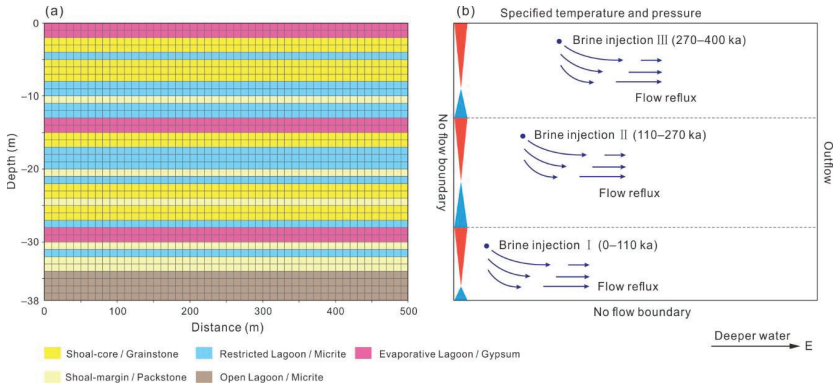 (a)
0
–10
–20
–30
–38
Depth (m)
0
100
200
300
400
500
Distance (m)
(b)
Specified temperature and pressure
Brine injection III (270–400 ka)
Flow reflux
Brine injection II (110–270 ka)
Flow reflux
Brine injection I (0–110 ka)
Flow reflux
No flow boundary
Outflow
No flow boundary
Deeper water
E
Shoal-core / Grainstone
Restricted Lagoon / Micrite
Evaporative Lagoon / Gypsum
Shoal-margin / Packstone
Open Lagoon / Micrite